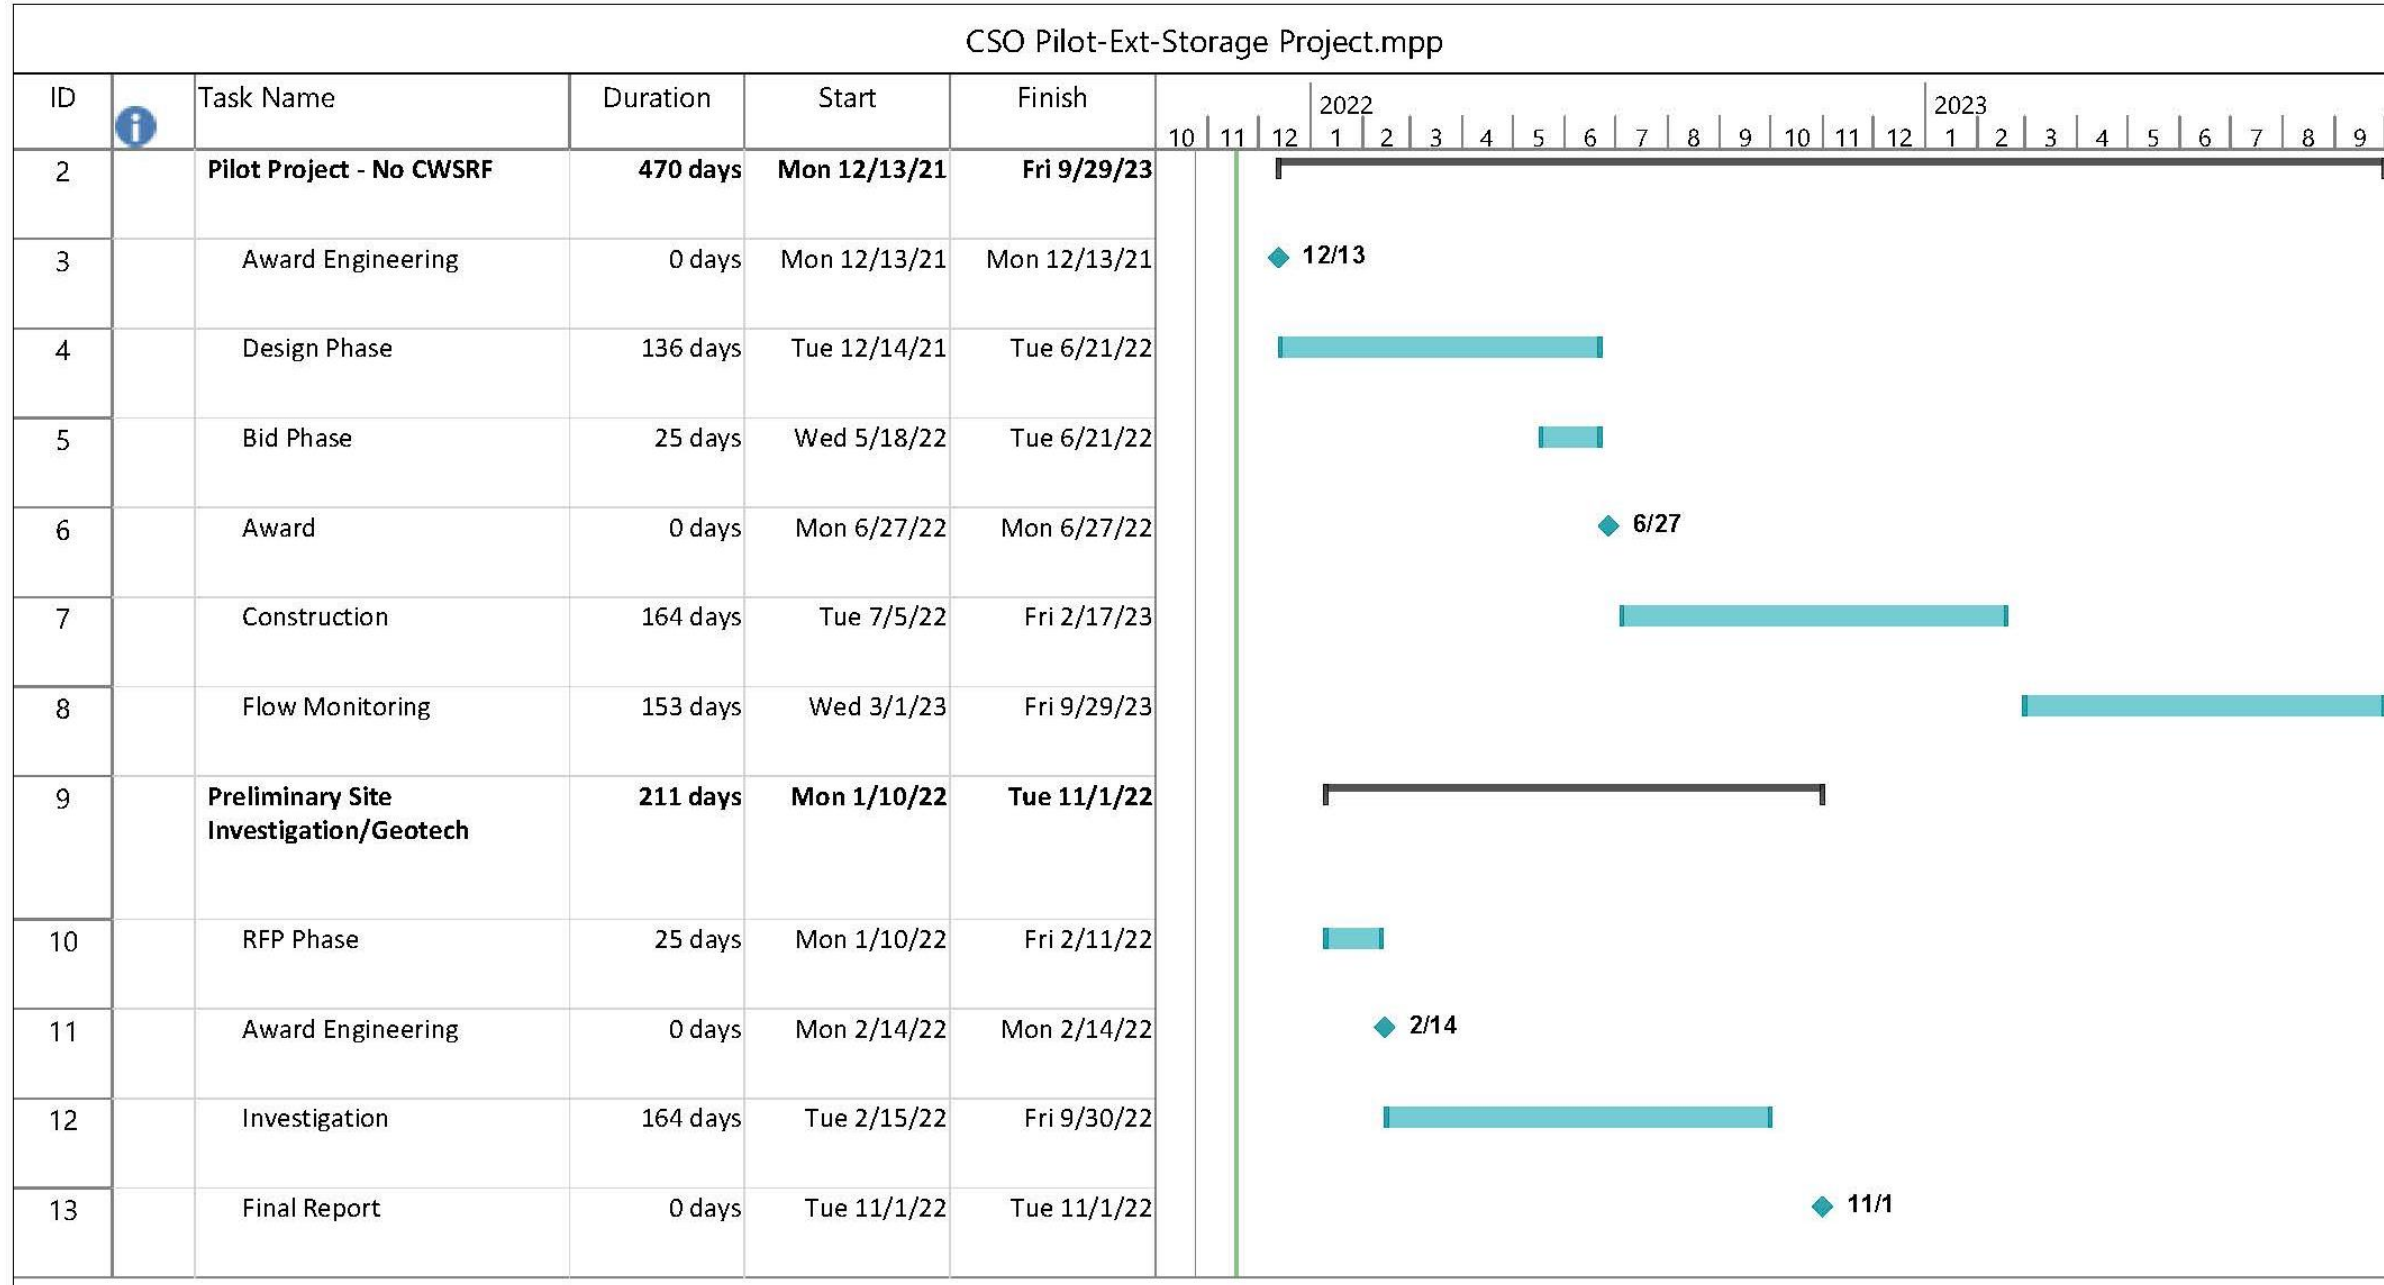 CSO Pilot-Ext-Storage Project.mpp
ID Task Name Duration Start Finish
2022 2023
10 11 12 1 2 3 4 5 6 7 8 9 10 11 12 1 2 3 4 5 6 7 8 9
2 Pilot Project - No CWSRF 470 days Mon 12/13/21 Fri 9/29/23
3 Award Engineering 0 days Mon 12/13/21 Mon 12/13/21 12/13
4 Design Phase 136 days Tue 12/14/21 Tue 6/21/22
5 Bid Phase 25 days Wed 5/18/22 Tue 6/21/22
6 Award 0 days Mon 6/27/22 Mon 6/27/22 6/27
7 Construction 164 days Tue 7/5/22 Fri 2/17/23
8 Flow Monitoring 153 days Wed 3/1/23 Fri 9/29/23
9 Preliminary Site 211 days Mon 1/10/22 Tue 11/1/22
Investigation/Geotech
10 RFP Phase 25 days Mon 1/10/22 Fri 2/11/22
11 Award Engineering 0 days Mon 2/14/22 Mon 2/14/22 2/14
12 Investigation 164 days Tue 2/15/22 Fri 9/30/22
13 Final Report 0 days Tue 11/1/22 Tue 11/1/22 11/1